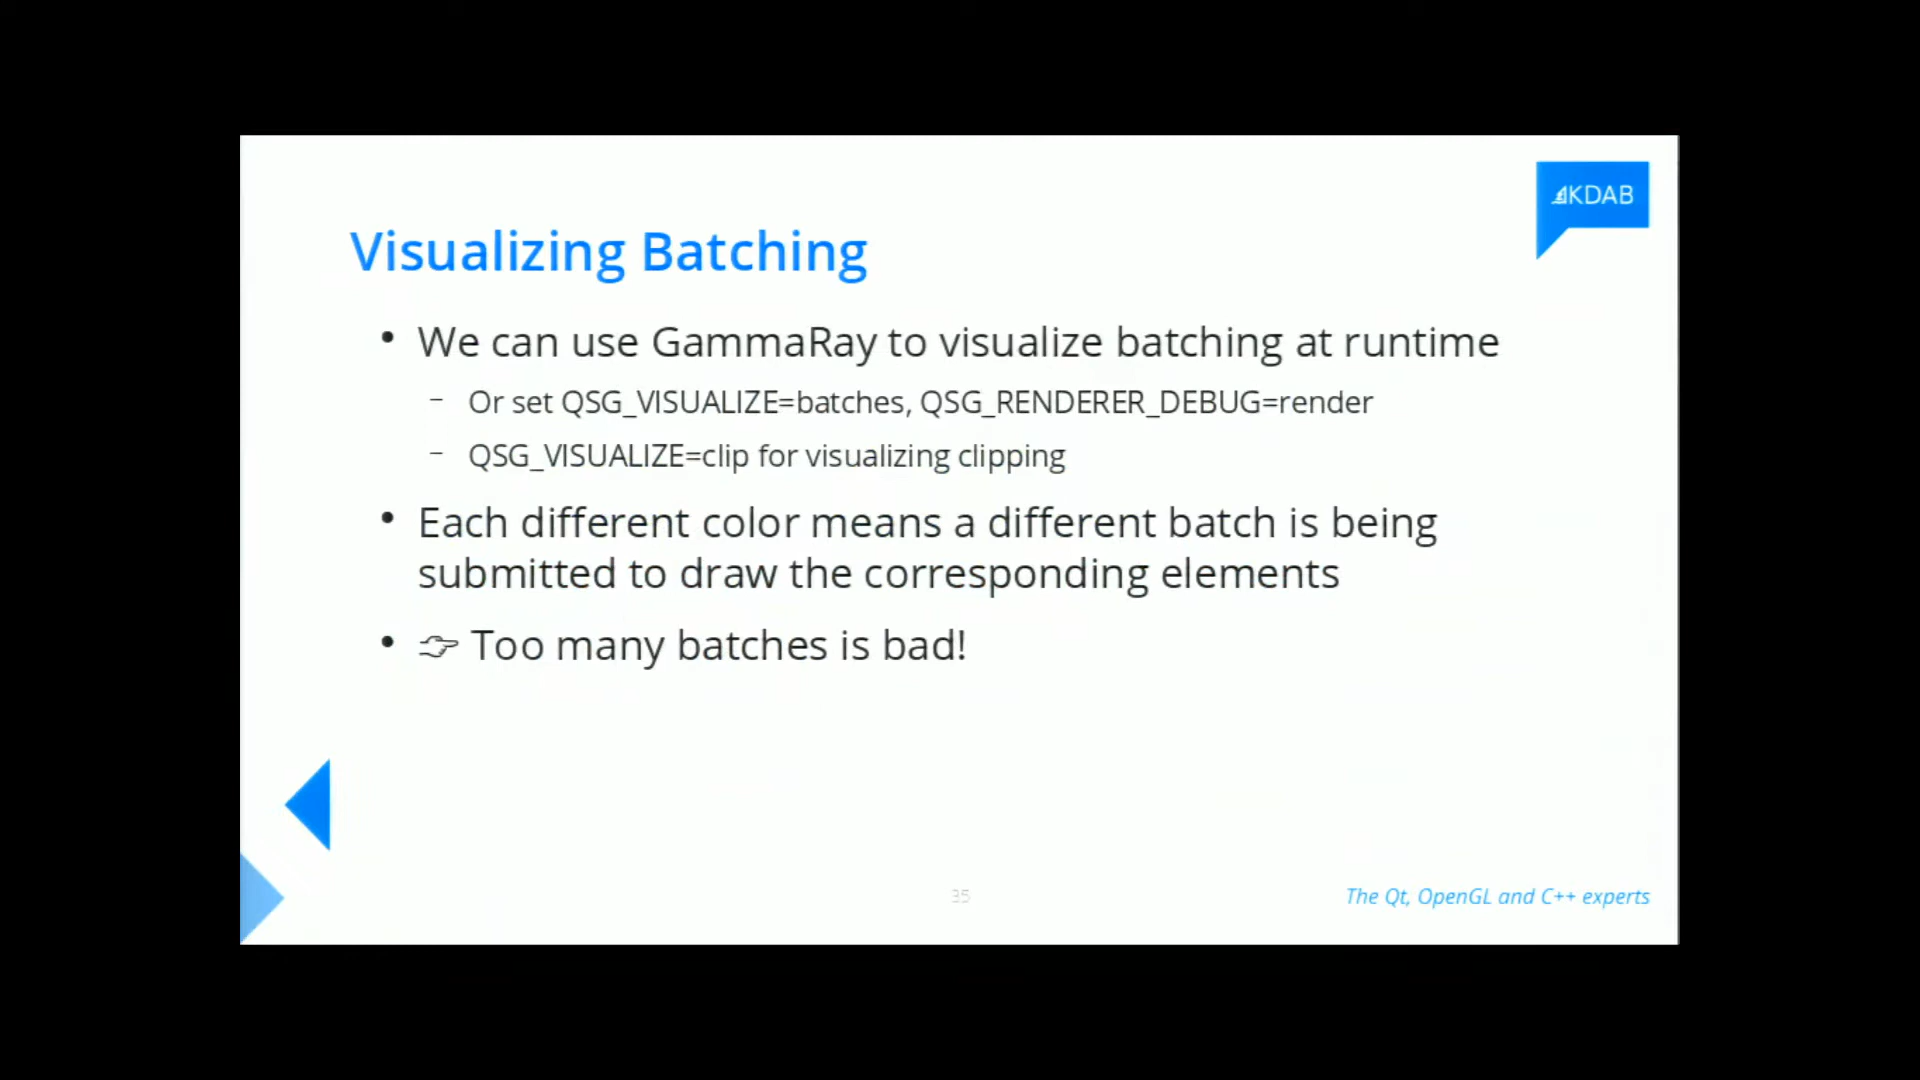 KDAB
Visualizing Batching
• We can use GammaRay to visualize batching at runtime
– Or set QSG_VISUALIZE=batches, QSG_RENDERER_DEBUG=render
– QSG_VISUALIZE=clip for visualizing clipping
• Each different color means a different batch is being
submitted to draw the corresponding elements
• 👉 Too many batches is bad!
35
The Qt, OpenGL and C++ experts